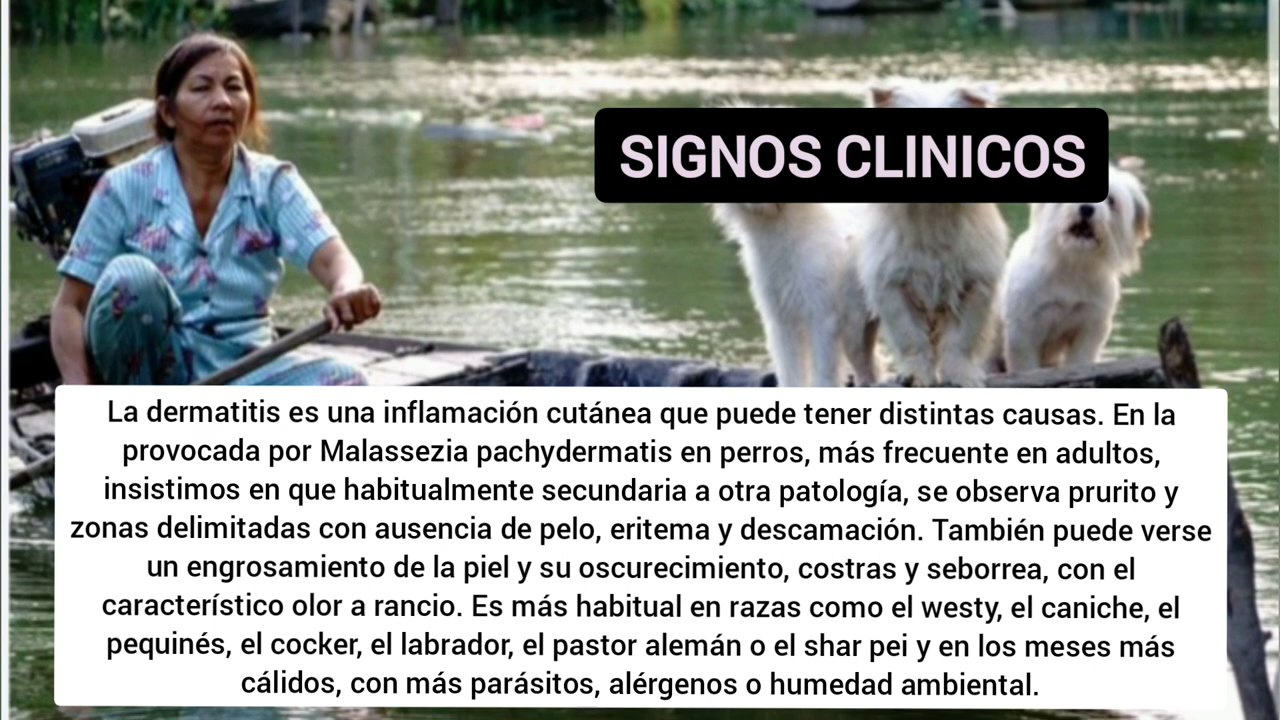 SIGNOS CLINICOS
La dermatitis es una inflamación cutánea que puede tener distintas causas. En la
provocada por Malassezia pachydermatis en perros, más frecuente en adultos,
insistimos en que habitualmente secundaria a otra patología, se observa prurito y
zonas delimitadas con ausencia de pelo, eritema y descamación. También puede verse
un engrosamiento de la piel y su oscurecimiento, costras y seborrea, con el
característico olor a rancio. Es más habitual en razas como el westy, el caniche, el
pequinés, el cocker, el labrador, el pastor alemán o el shar pei y en los meses más
cálidos, con más parásitos, alérgenos o humedad ambiental.